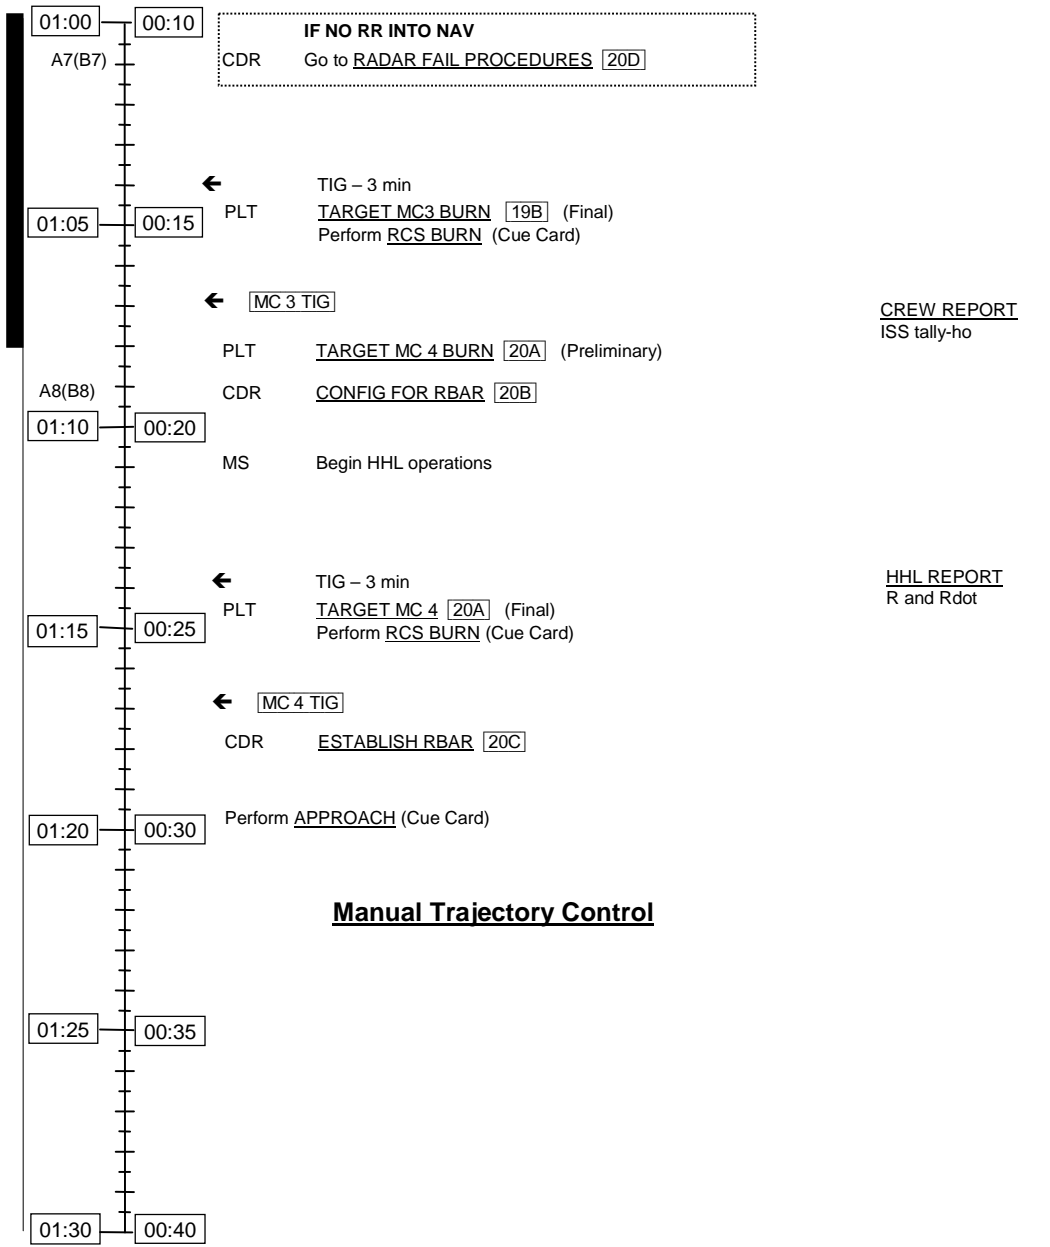 01:00 00:10
IF NO RR INTO NAV
A7(B7) CDR Go to RADAR FAIL PROCEDURES 20D
TIG – 3 min
PLT TARGET MC3 BURN 19B (Final)
01:05 00:15
Perform RCS BURN (Cue Card)
MC 3 TIG
CREW REPORT
ISS tally-ho
PLT TARGET MC 4 BURN 20A (Preliminary)
A8(B8) CDR CONFIG FOR RBAR 20B
01:10 00:20
MS Begin HHL operations
HHL REPORT
TIG – 3 min
R and Rdot
PLT TARGET MC 4 20A (Final)
01:15 00:25
Perform RCS BURN (Cue Card)
MC 4 TIG
CDR ESTABLISH RBAR 20C
Perform APPROACH (Cue Card)
01:20 00:30
Manual Trajectory Control
01:25 00:35
01:30 00:40